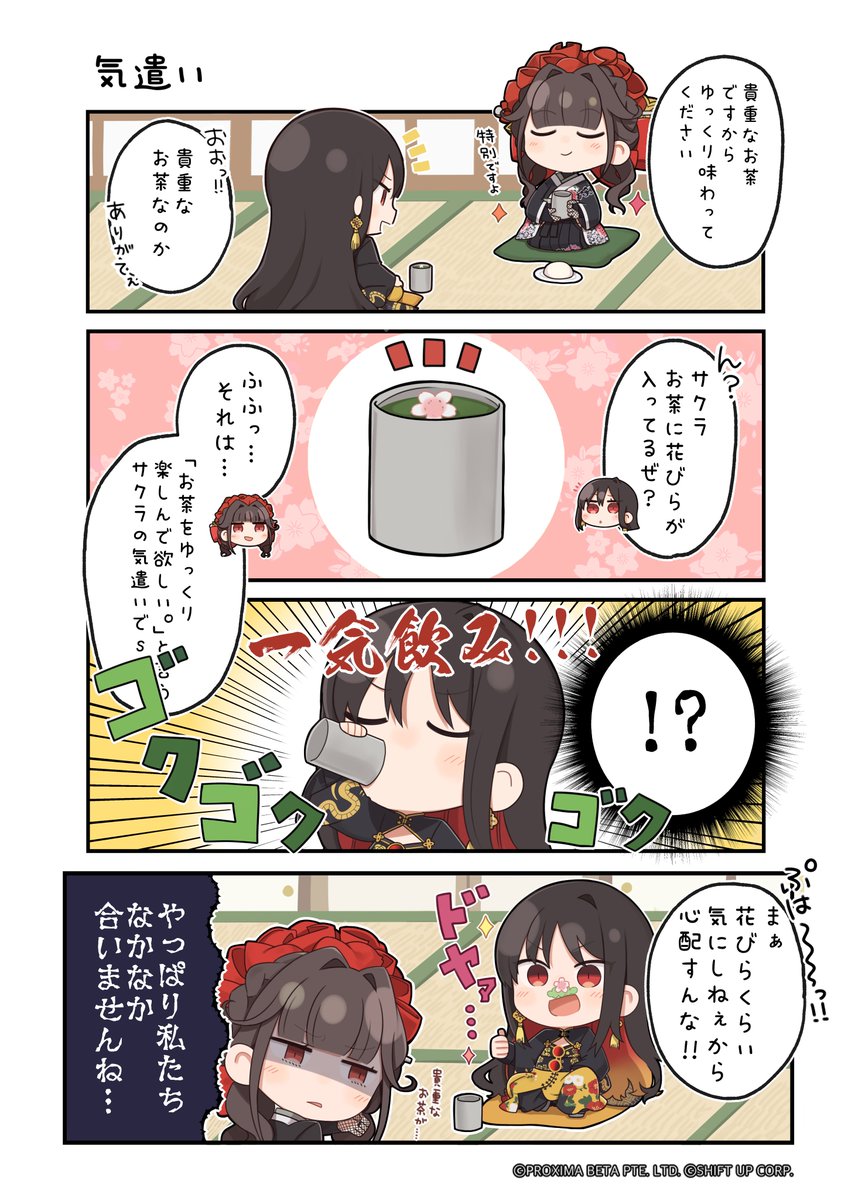 気遣い
貴重なお茶
ですから
ゆっくり味わって
ください
特別ですよ
おおっ!!
貴重な
お茶なのか
ありがてぇ
ん?
サクラ
お茶に花びらが
入ってるぜ?
ふふっ…
それは…
「お茶をゆっくり
楽しんで欲しい。」という
サクラの気遣いでs
!?
一気飲み!!!
ゴクゴクゴク
ぷは〜〜〜っ!!
まぁ
花びらくらい
気にしねぇから
心配すんな!!
ドヤァ…
貴重な
お茶が…
やっぱり私たち
なかなか
合いませんね…
©PROXIMA BETA PTE. LTD. ©SHIFT UP CORP.